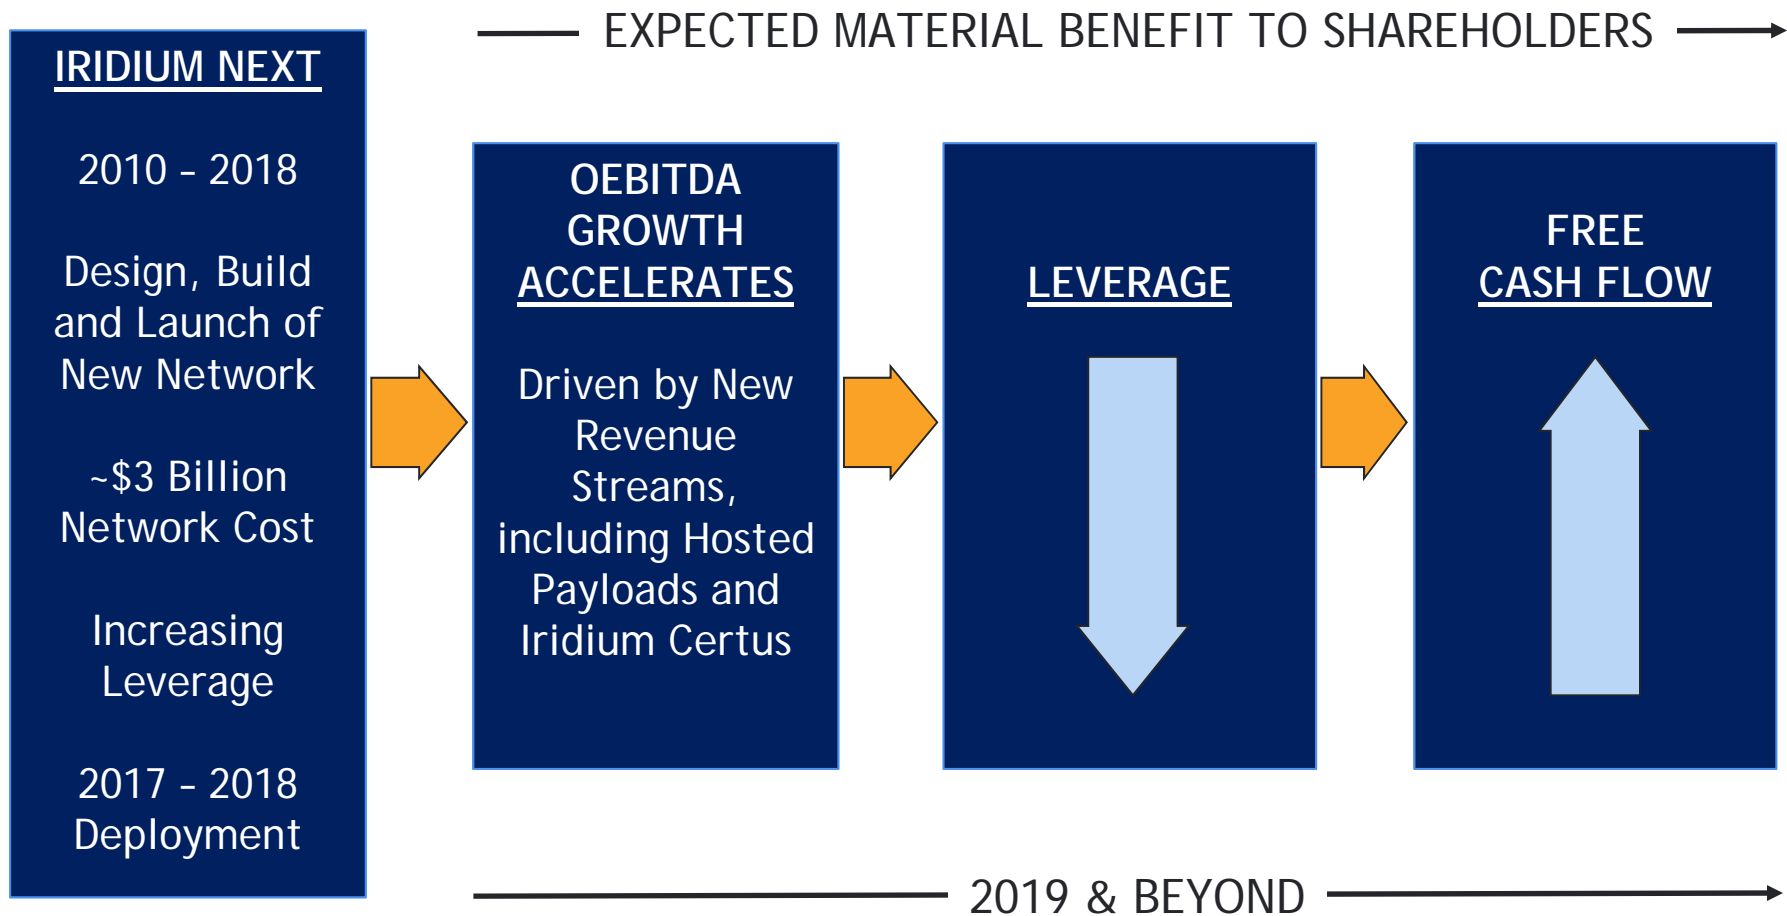 EXPECTED MATERIAL BENEFIT TO SHAREHOLDERS
IRIDIUM NEXT
2010 – 2018
Design, Build
and Launch of
New Network
~$3 Billion
Network Cost
Increasing
Leverage
2017 – 2018
Deployment
OEBITDA
GROWTH
ACCELERATES
Driven by New
Revenue
Streams,
including Hosted
Payloads and
Iridium Certus
LEVERAGE
FREE
CASH FLOW
2019 & BEYOND